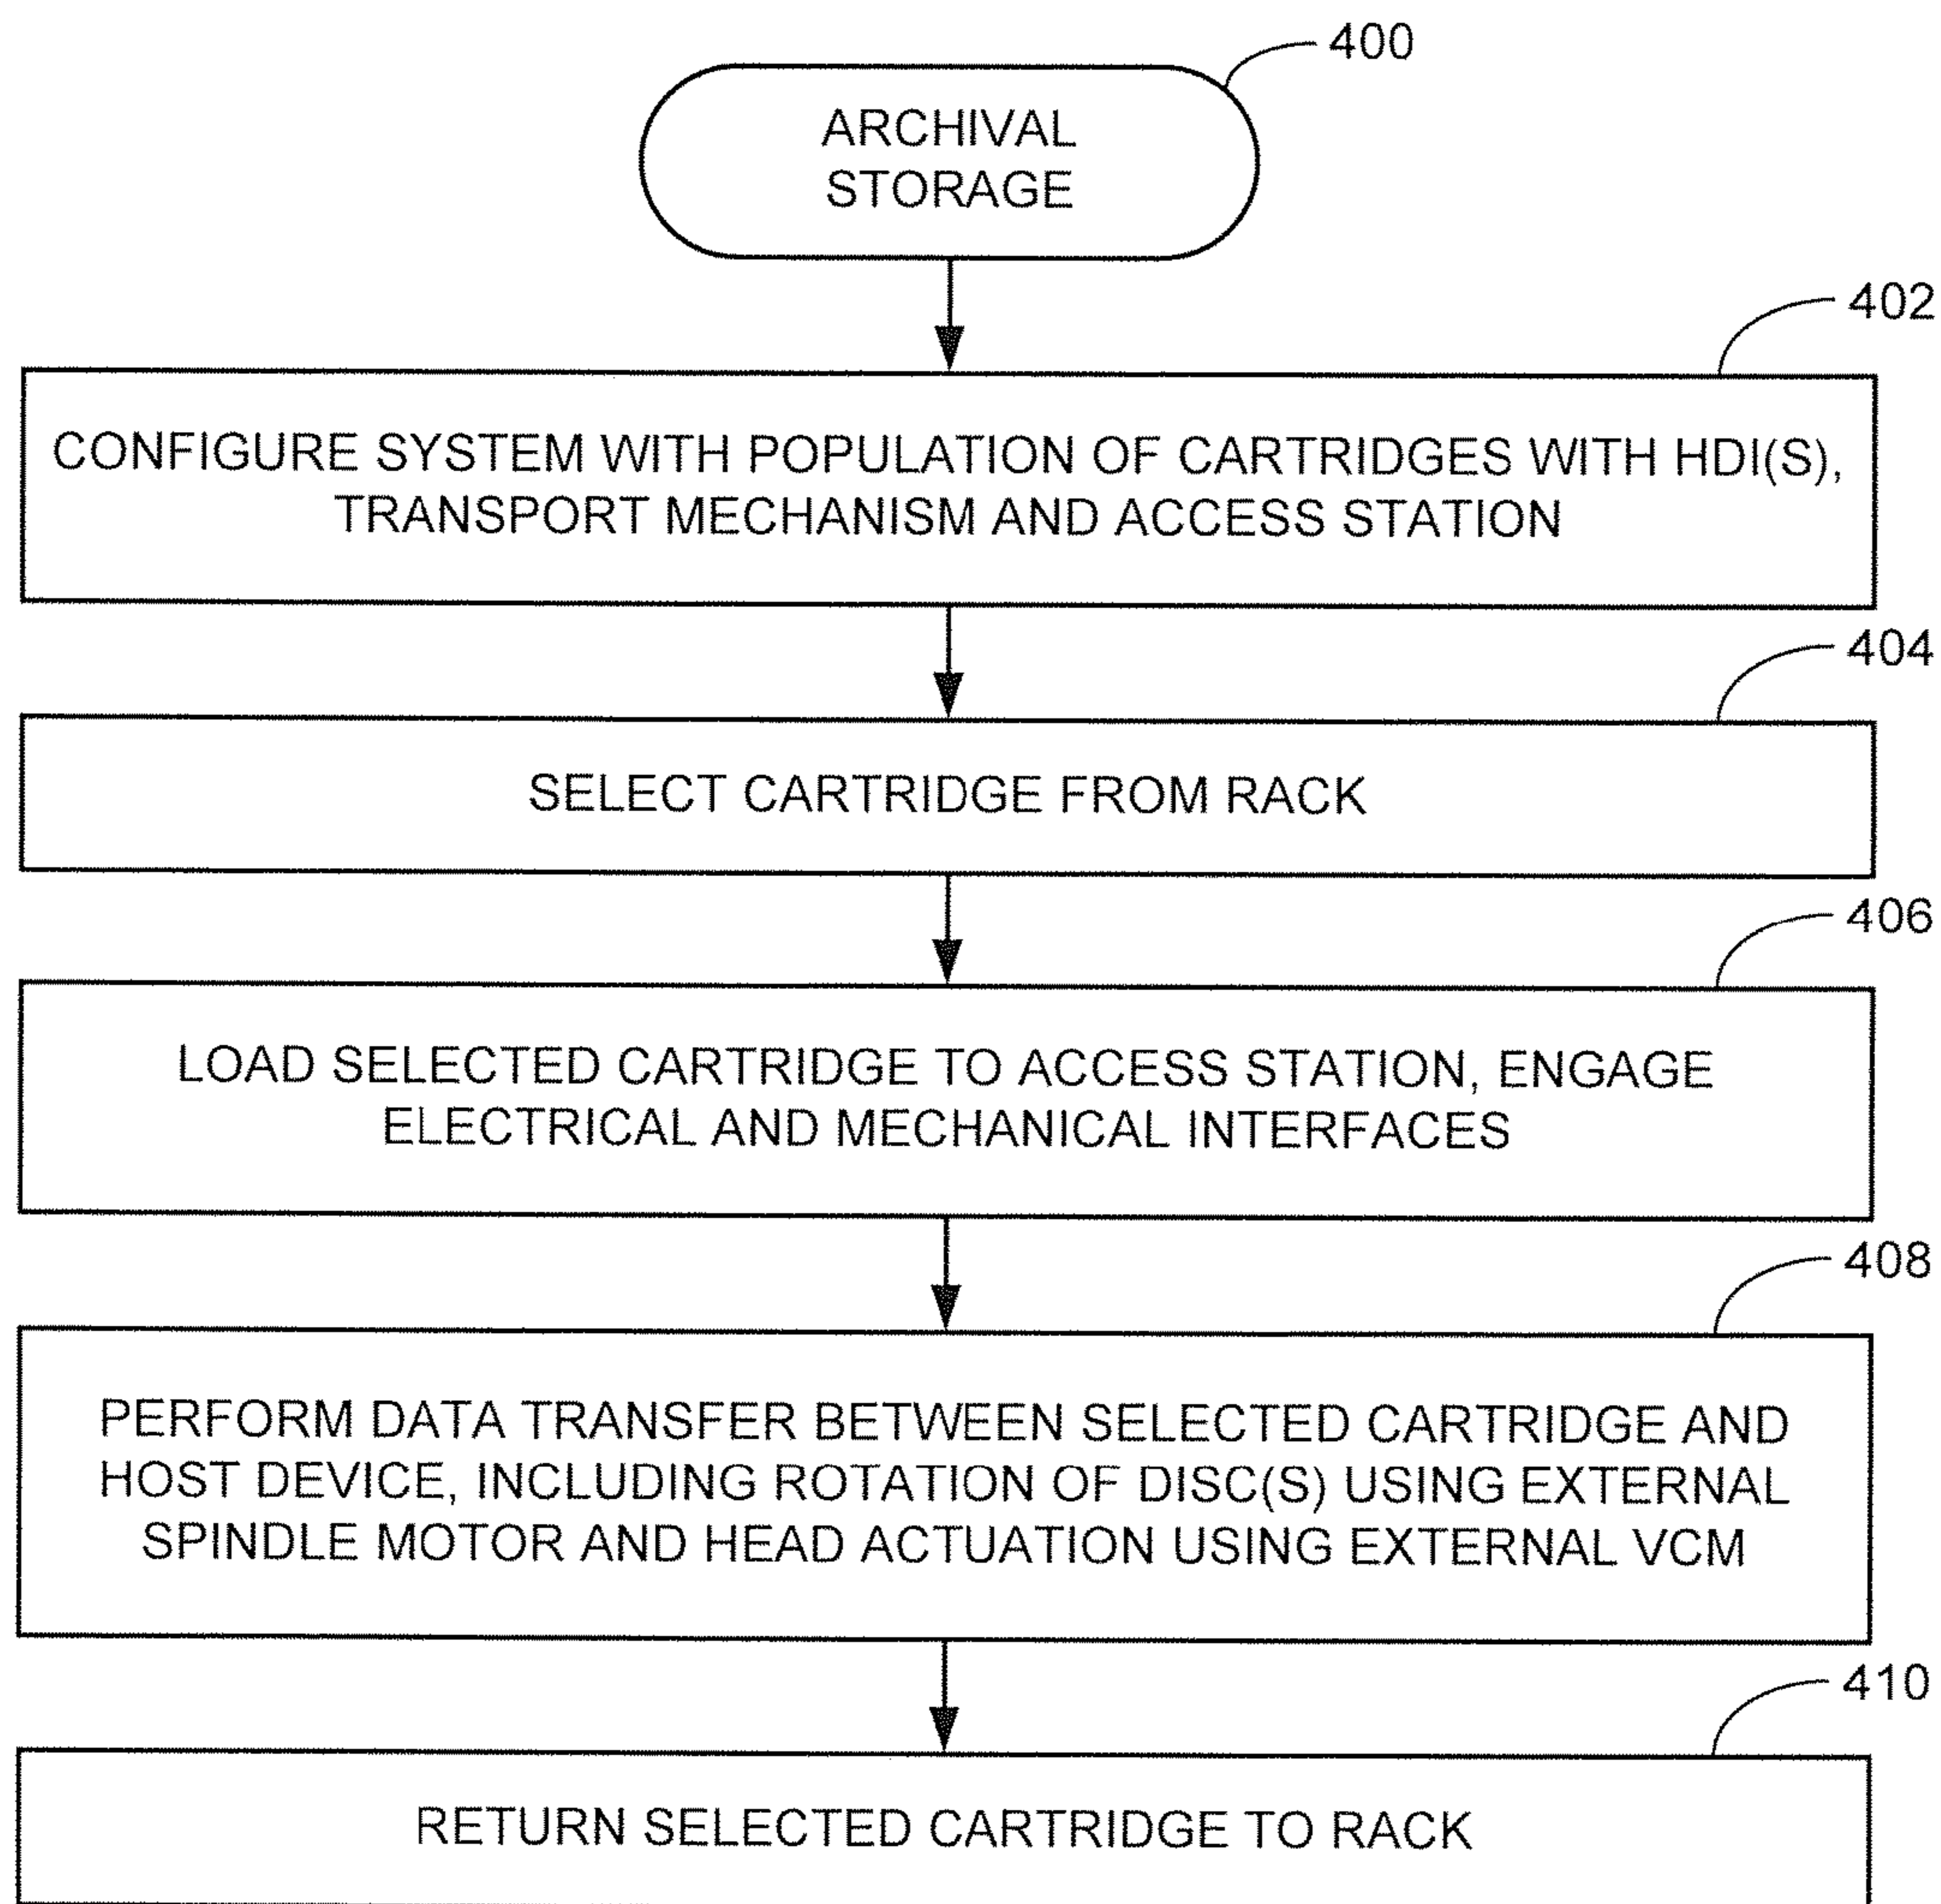 400
ARCHIVAL
STORAGE
402
CONFIGURE SYSTEM WITH POPULATION OF CARTRIDGES WITH HDI(S),
TRANSPORT MECHANISM AND ACCESS STATION
404
SELECT CARTRIDGE FROM RACK
406
LOAD SELECTED CARTRIDGE TO ACCESS STATION, ENGAGE
ELECTRICAL AND MECHANICAL INTERFACES
408
PERFORM DATA TRANSFER BETWEEN SELECTED CARTRIDGE AND
HOST DEVICE, INCLUDING ROTATION OF DISC(S) USING EXTERNAL
SPINDLE MOTOR AND HEAD ACTUATION USING EXTERNAL VCM
410
RETURN SELECTED CARTRIDGE TO RACK